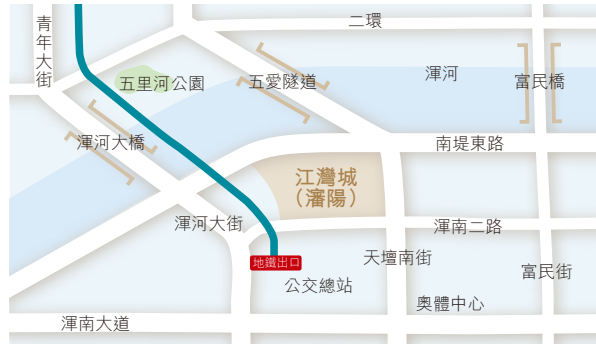 二環
青年大街
五里河公園
五愛隧道
渾河
富民橋
渾河大橋
南堤東路
江灣城
（瀋陽）
渾河大街
渾南二路
地鐵出口
天壇南街
富民街
公交總站
奧體中心
渾南大道